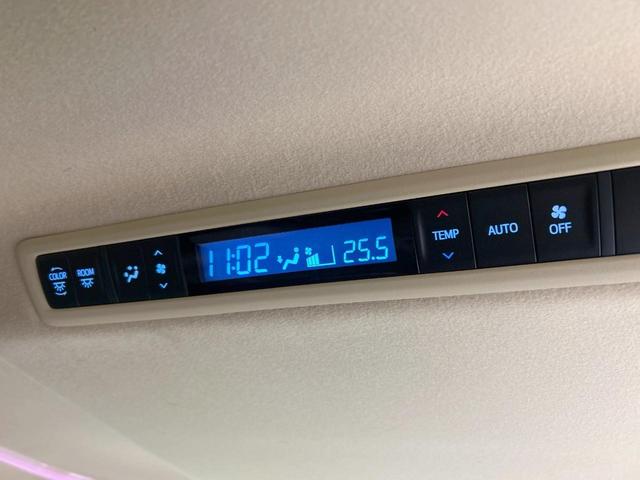 COLOR
ROOM
11:02
25.5
TEMP
AUTO
OFF